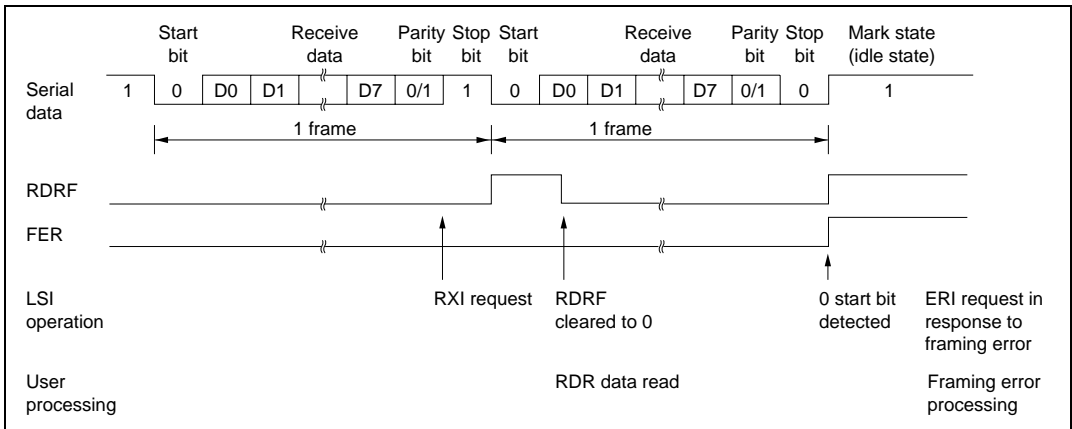 Start bit Receive data Parity bit Stop bit Start bit Receive data Parity bit Stop bit Mark state (idle state)
Serial data 1 0 D0 D1 D7 0/1 1 0 D0 D1 D7 0/1 0 1
1 frame 1 frame
RDRF
FER
LSI operation RXI request RDRF cleared to 0 0 start bit detected ERI request in response to framing error
User processing RDR data read Framing error processing